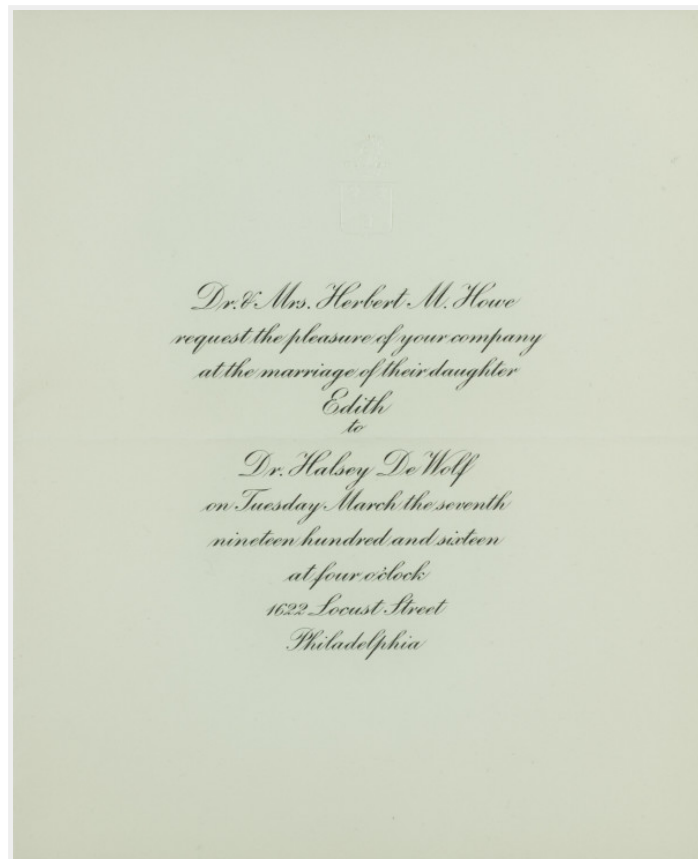 Dr. & Mrs. Herbert M. Howe
request the pleasure of your company
at the marriage of their daughter
Edith
to
Dr. Halsey De Wolf
on Tuesday March the seventh
nineteen hundred and sixteen
at four o'clock
1622 Locust Street
Philadelphia